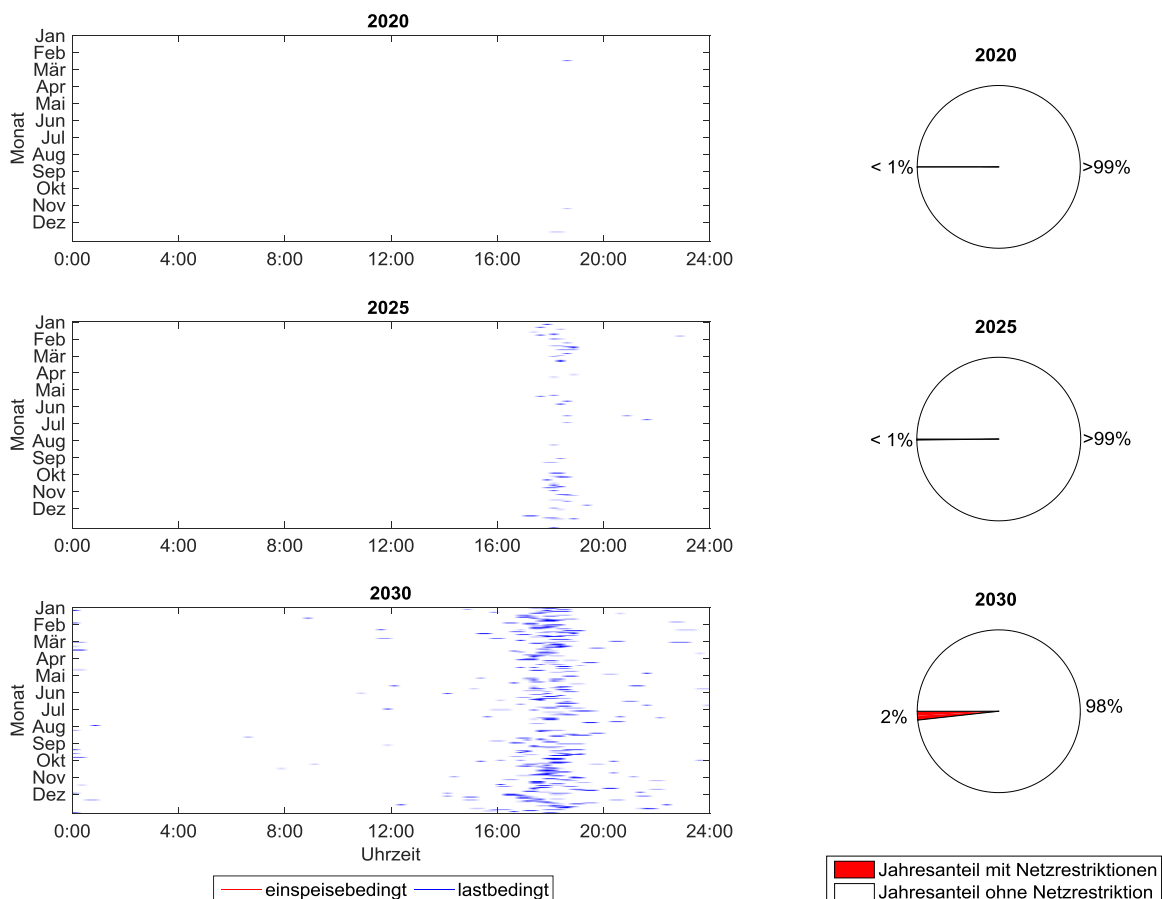 2020
Jan
Feb
Mär
Apr
Mai
Jun
Jul
Aug
Sep
Okt
Nov
Dez
Monat
0:00 4:00 8:00 12:00 16:00 20:00 24:00
2020
< 1% >99%
2025
Jan
Feb
Mär
Apr
Mai
Jun
Jul
Aug
Sep
Okt
Nov
Dez
Monat
0:00 4:00 8:00 12:00 16:00 20:00 24:00
2025
< 1% >99%
2030
Jan
Feb
Mär
Apr
Mai
Jun
Jul
Aug
Sep
Okt
Nov
Dez
Monat
0:00 4:00 8:00 12:00 16:00 20:00 24:00
Uhrzeit
2030
2% 98%
einspeisebedingt lastbedingt
Jahresanteil mit Netzrestriktionen
Jahresanteil ohne Netzrestriktion